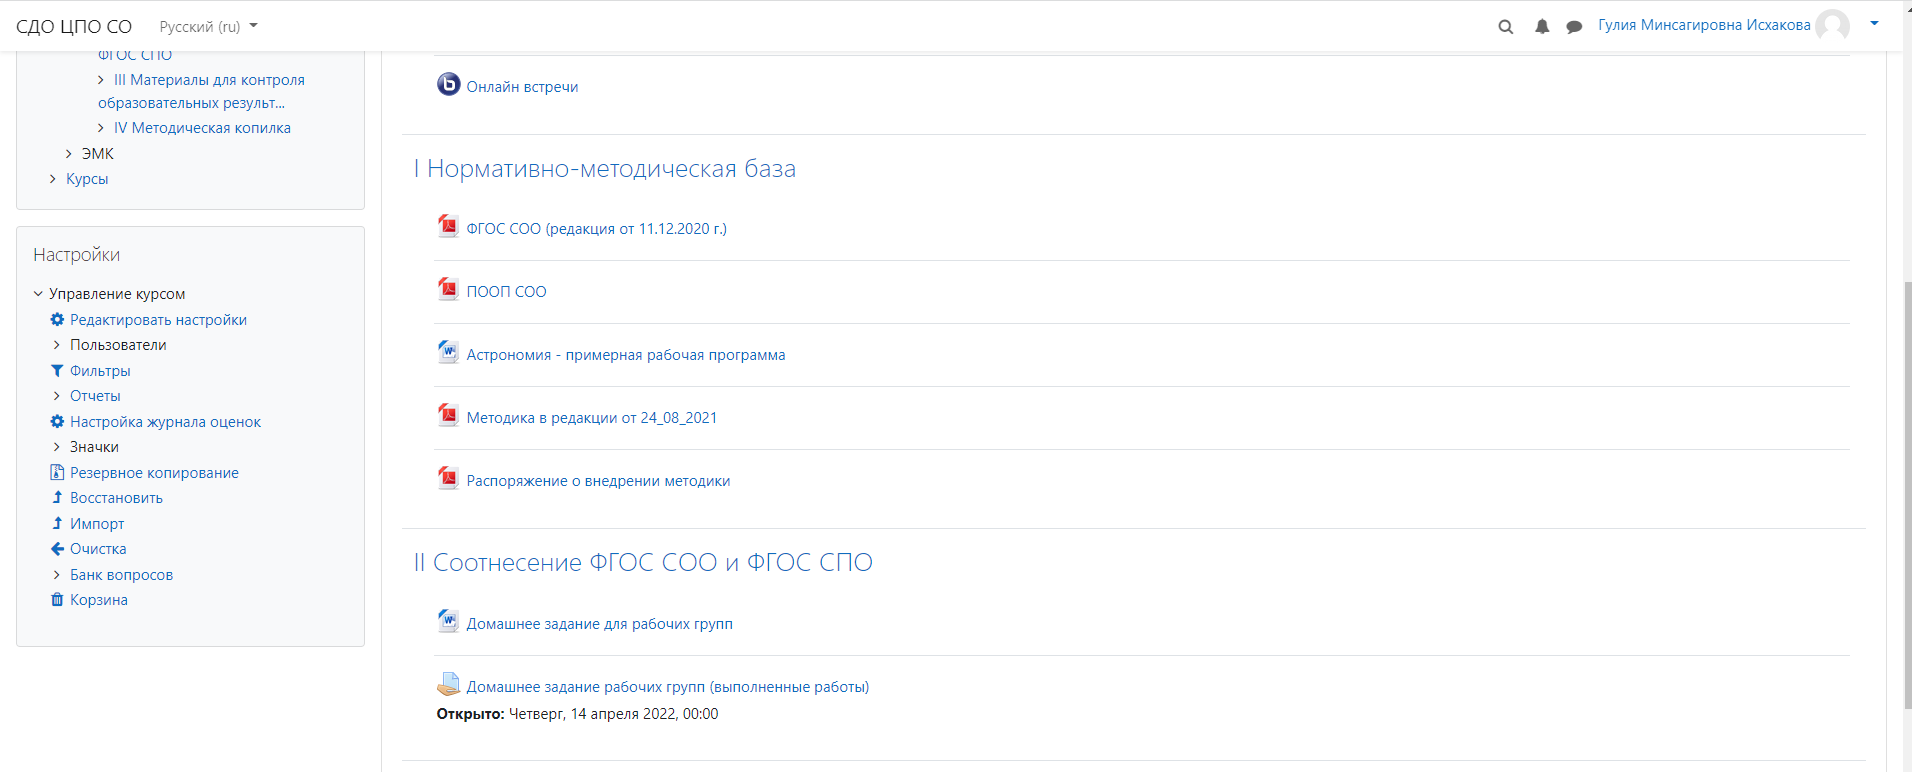 СДО ЦПО СО
Русский (ru)
Гулия Минсагировна Исхакова
ФГОС СПО
III Материалы для контроля
образовательных результ...
IV Методическая копилка
ЭМК
Курсы
Настройки
Управление курсом
Редактировать настройки
Пользователи
Фильтры
Отчеты
Настройка журнала оценок
Значки
Резервное копирование
Восстановить
Импорт
Очистка
Банк вопросов
Корзина
Онлайн встречи
I Нормативно-методическая база
ФГОС СОО (редакция от 11.12.2020 г.)
ПООП СОО
Астрономия - примерная рабочая программа
Методика в редакции от 24_08_2021
Распоряжение о внедрении методики
II Соотнесение ФГОС СОО и ФГОС СПО
Домашнее задание для рабочих групп
Домашнее задание рабочих групп (выполненные работы)
Открыто: Четверг, 14 апреля 2022, 00:00